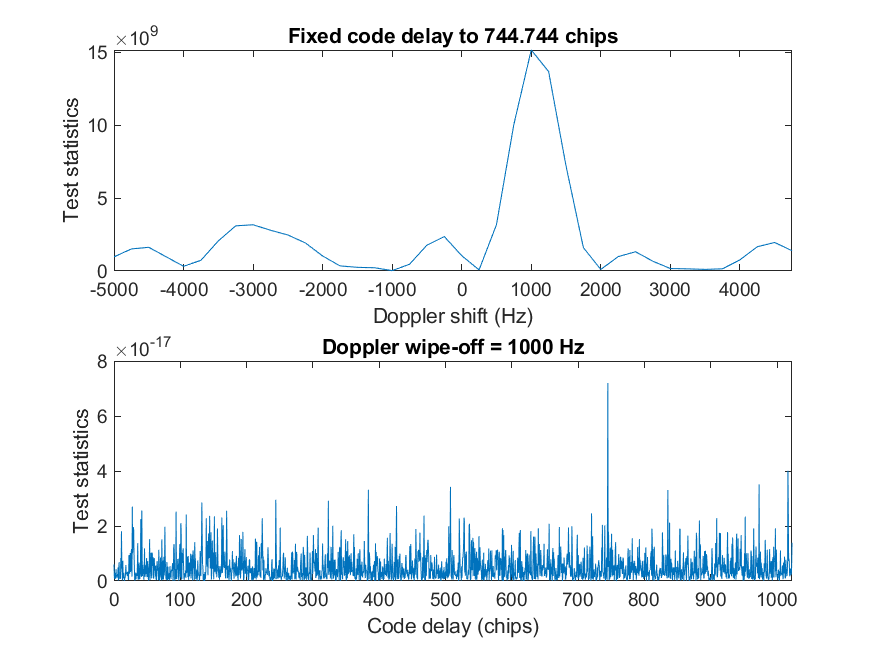 ×10^9
Fixed code delay to 744.744 chips
Test statistics
15
10
5
0
-5000 -4000 -3000 -2000 -1000 0 1000 2000 3000 4000
Doppler shift (Hz)
×10^-17
Doppler wipe-off = 1000 Hz
Test statistics
8
6
4
2
0
0 100 200 300 400 500 600 700 800 900 1000
Code delay (chips)